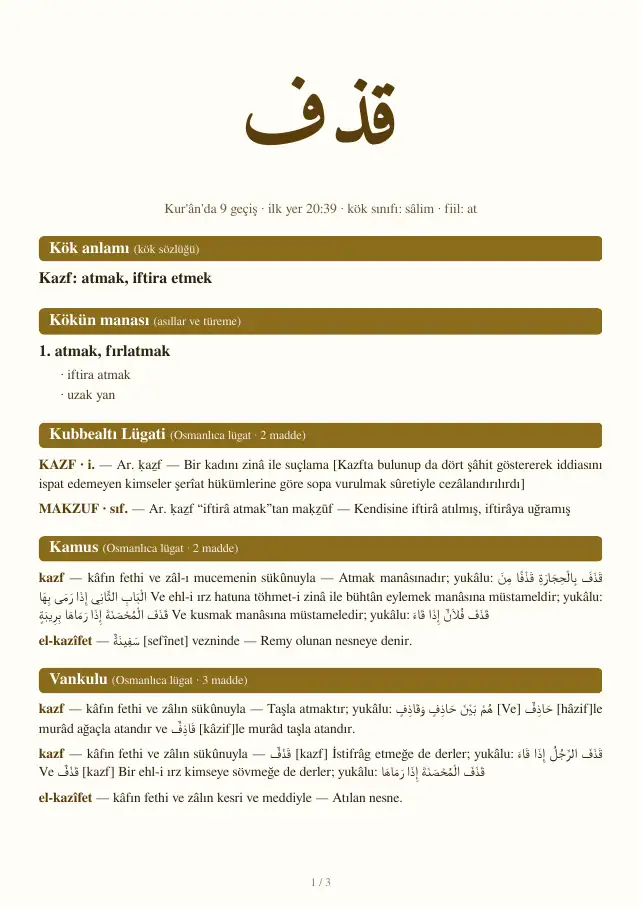 قذف
Kur'ân'da 9 geçiş · ilk yer 20:39 · kök sınıfı: sâlim · fiil: at
Kök anlamı (kök sözlüğü)
Kazf: atmak, iftira etmek
Kökün manası (asıllar ve türeme)
1. atmak, fırlatmak
· iftira atmak
· uzak yan
Kubbealtı Lügati (Osmanlıca lügat · 2 madde)
KAZF · i. — Ar. ḳaẕf — Bir kadını zinâ ile suçlama [Kazfta bulunup da dört şâhit göstererek iddiasını
ispat edemeyen kimseler şerîat hükümlerine göre sopa vurulmak sûretiyle cezâlandırılırdı]
MAKZUF · sıf. — Ar. ḳaẕf “iftirâ atmak”tan maḳẕūf — Kendisine iftirâ atılmış, iftirâya uğramış
Kamus (Osmanlıca lügat · 2 madde)
kazf — kâfın fethi ve zâl-ı mucemenin sükûnuyla — Atmak manâsınadır; yukâlu: قَذَفَ بِالْحِجَارَةِ قَذْفًا مِنَ
الْبَابِ الثَّانِي إِذَا رَمَى بِهَا Ve ehl-i ırz hatuna töhmet-i zinâ ile bühtân eylemek manâsına müstameldir; yukâlu:
قَذَفَ الْمُحْصَنَةَ إِذَا رَمَاهَا بِرِيبَةٍ Ve kusmak manâsına müstameledir; yukâlu: قَذَفَ فُلاَنٌ إِذَا قَاءَ
el-kazîfet — سَفِينَةٌ [sefînet] vezninde — Remy olunan nesneye denir.
Vankulu (Osmanlıca lügat · 3 madde)
kazf — kâfın fethi ve zâlın sükûnuyla — Taşla atmaktır; yukâlu: هُمْ بَيْنَ حَاذِفٍ وَقَاذِفٍ [Ve] حَاذِفٌ [hâzif]le
murâd ağaçla atandır ve قَاذِفٌ [kâzif]le murâd taşla atandır.
kazf — kâfın fethi ve zâlın sükûnuyla — قَذْفٌ [kazf] İstifrâg etmeğe de derler; yukâlu: قَذَفَ الرَّجُلُ إِذَا قَاءَ
Ve قَذْفٌ [kazf] Bir ehl-i ırz kimseye sövmeğe de derler; yukâlu: قَذَفَ الْمُحْصَنَةَ إِذَا رَمَاهَا
el-kazîfet — kâfın fethi ve zâlın kesri ve meddiyle — Atılan nesne.
1 / 3